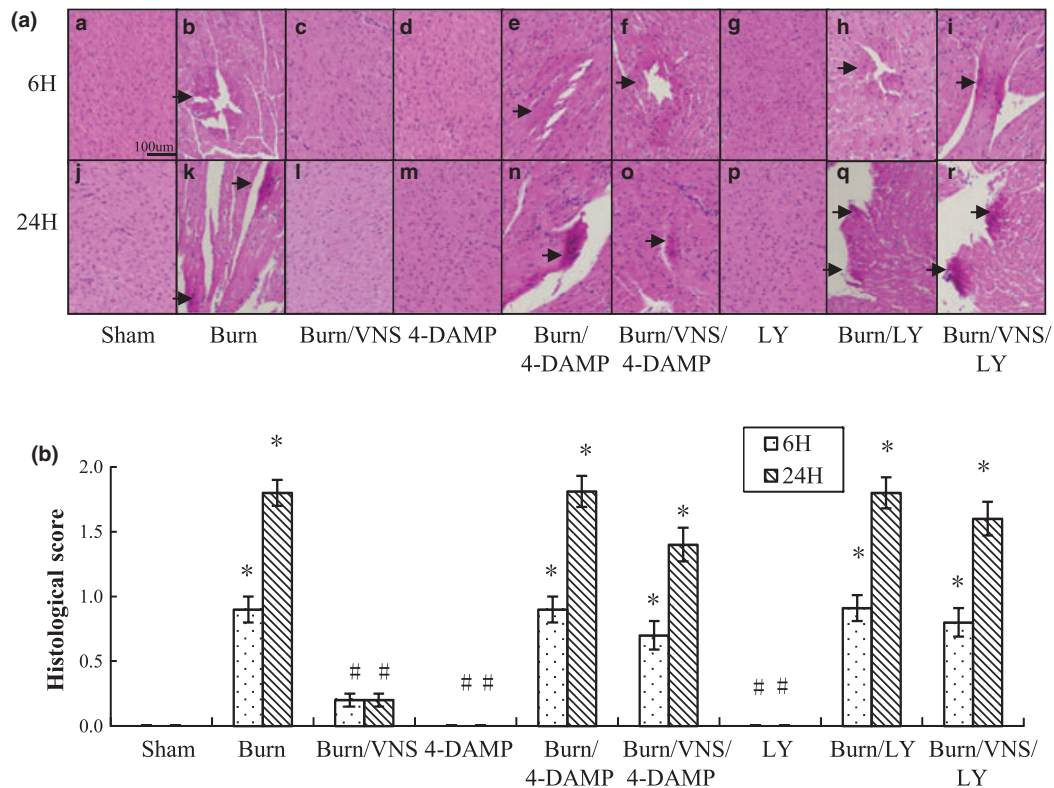 (a)
a b c d e f g h i
6H
100um
j k l m n o p q r
24H
Sham Burn Burn/VNS 4-DAMP Burn/ Burn/VNS/ LY Burn/LY Burn/VNS/
4-DAMP 4-DAMP LY
(b)
6H
24H
Histological score
2.0
1.5
1.0
0.5
0.0
* * * * * * * * * *
# # # # # #
Sham Burn Burn/VNS 4-DAMP Burn/ Burn/VNS/ LY Burn/LY Burn/VNS/
4-DAMP 4-DAMP LY